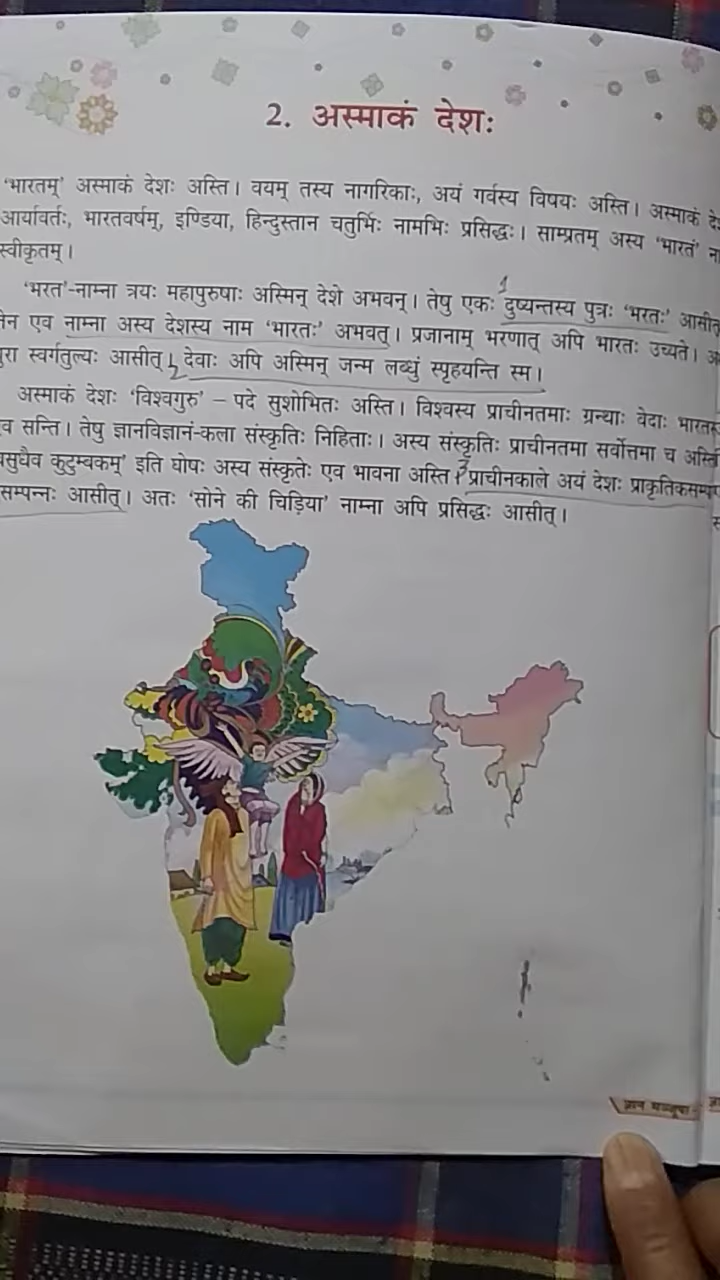 2. अस्माकं देशः
'भारतम्' अस्माकं देशः अस्ति। वयम् तस्य नागरिकाः, अयं गर्वस्य विषयः अस्ति। अस्माकं
आर्यावर्तः, भारतवर्षम्, इण्डिया, हिन्दुस्तान चतुर्भिः नामभिः प्रसिद्धः। साम्प्रतम् अस्य 'भारतं'
स्वीकृतम्।
'भरत'-नाम्ना त्रयः महापुरुषाः अस्मिन् देशे अभवन्। तेषु एकः दुष्यन्तस्य पुत्रः 'भरतः' आसीत्
एव नाम्ना अस्य देशस्य नाम 'भारतः' अभवत्। प्रजानाम् भरणात् अपि भारतः उच्यते।
पुरा स्वर्गतुल्यः आसीत्। देवाः अपि अस्मिन् जन्म लब्धुं स्पृहयन्ति स्म।
अस्माकं देशः 'विश्वगुरु' – पदे सुशोभितः अस्ति। विश्वस्य प्राचीनतमाः ग्रन्थाः वेदाः
सन्ति। तेषु ज्ञानविज्ञानं-कला संस्कृतिः निहिताः। अस्य संस्कृतिः प्राचीनतमा सर्वोत्तमा च अस्ति
कुटुम्बकम्' इति घोषः अस्य संस्कृतेः एव भावना अस्ति। प्राचीनकाले अयं देशः
सम्पन्नः आसीत्। अतः 'सोने की चिड़िया' नाम्ना अपि प्रसिद्धः आसीत्।